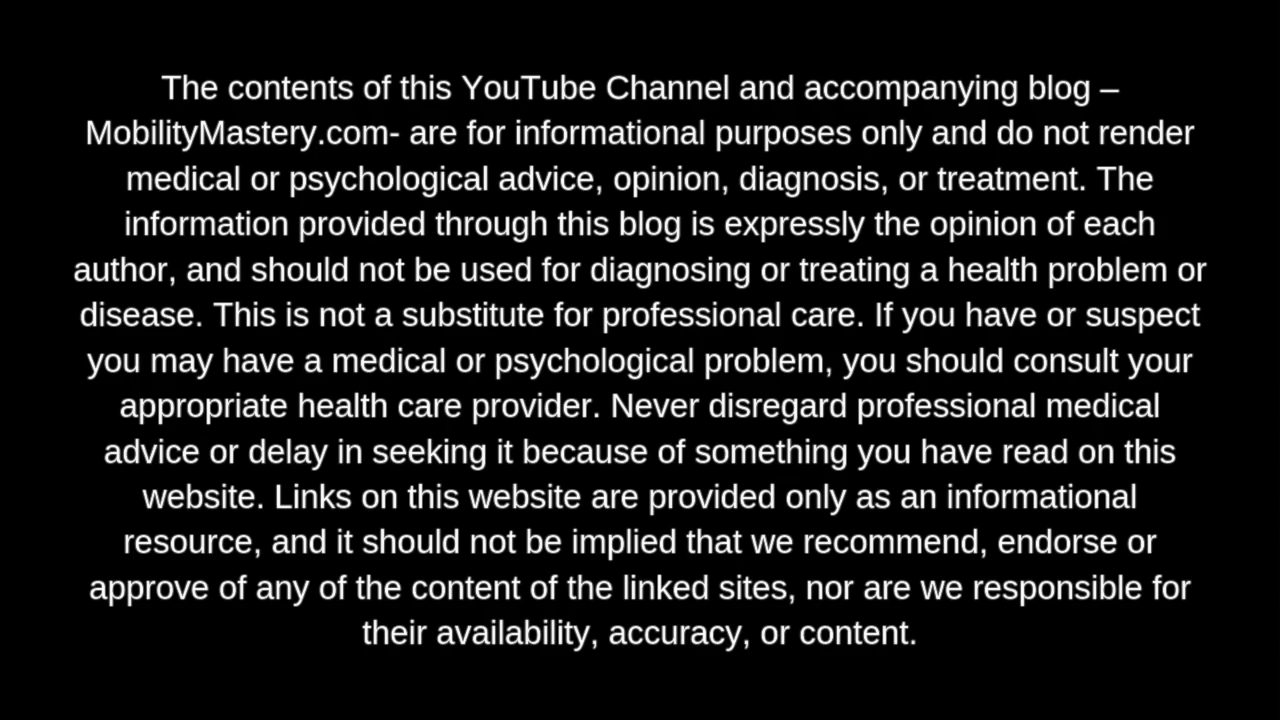 The contents of this YouTube Channel and accompanying blog –
MobilityMastery.com- are for informational purposes only and do not render
medical or psychological advice, opinion, diagnosis, or treatment. The
information provided through this blog is expressly the opinion of each
author, and should not be used for diagnosing or treating a health problem or
disease. This is not a substitute for professional care. If you have or suspect
you may have a medical or psychological problem, you should consult your
appropriate health care provider. Never disregard professional medical
advice or delay in seeking it because of something you have read on this
website. Links on this website are provided only as an informational
resource, and it should not be implied that we recommend, endorse or
approve of any of the content of the linked sites, nor are we responsible for
their availability, accuracy, or content.